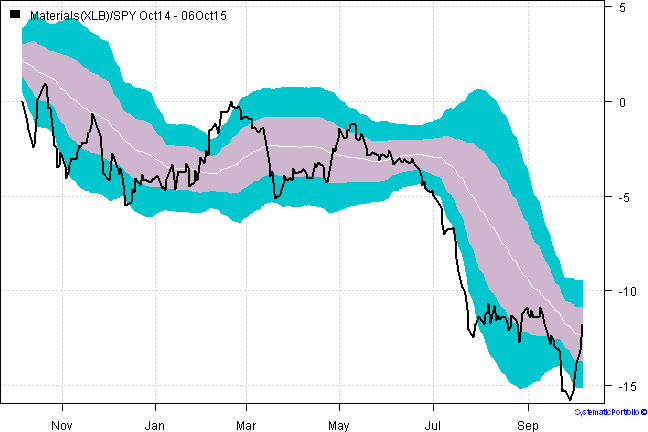 Materials(XLB)/SPY Oct14 - 06Oct15
5
0
-5
-10
-15
Nov Jan Mar May Jul Sep
SystematicPortfolio ©